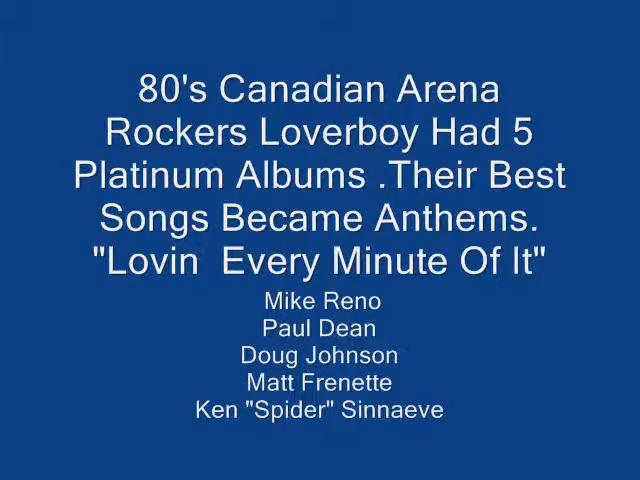 80's Canadian Arena
Rockers Loverboy Had 5
Platinum Albums .Their Best
Songs Became Anthems.
"Lovin  Every Minute Of It"
Mike Reno
Paul Dean
Doug Johnson
Matt Frenette
Ken "Spider" Sinnaeve